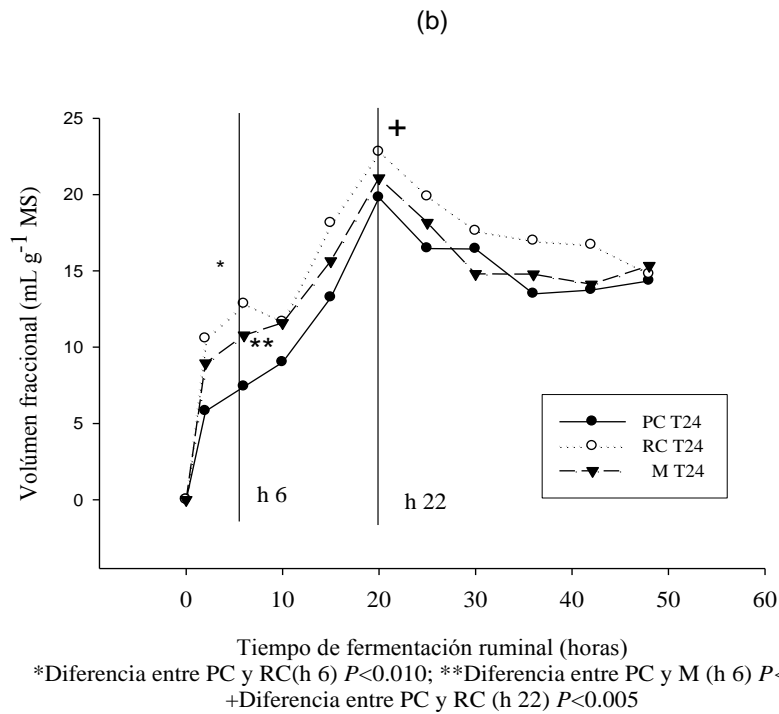 (b)
25
20
15
10
5
0
Volumen fraccional (mL g-1 MS)
+
*
**
h 6
h 22
PC T24
RC T24
M T24
0 10 20 30 40 50 60
Tiempo de fermentación ruminal (horas)
*Diferencia entre PC y RC(h 6) P<0.010; **Diferencia entre PC y M (h 6) P<
+Diferencia entre PC y RC (h 22) P<0.005